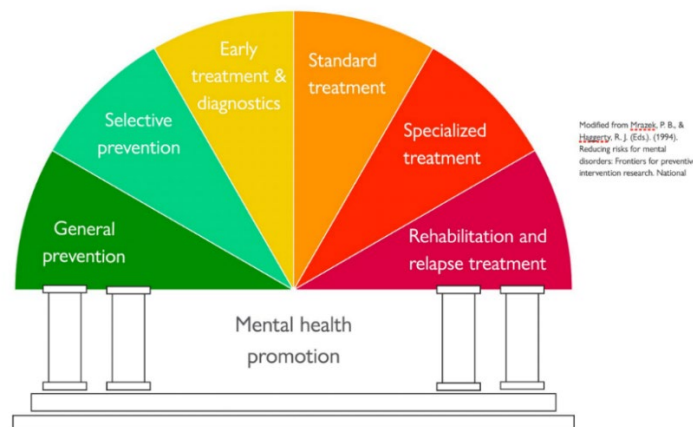 Early
treatment &
diagnostics
Standard
treatment
Selective
prevention
Specialized
treatment
General
prevention
Rehabilitation and
relapse treatment
Mental health
promotion
Modified from Mrazek, P. B., &
Haggerty, R. J. (Eds.). (1994).
Reducing risks for mental
disorders: Frontiers for preventive
intervention research. National